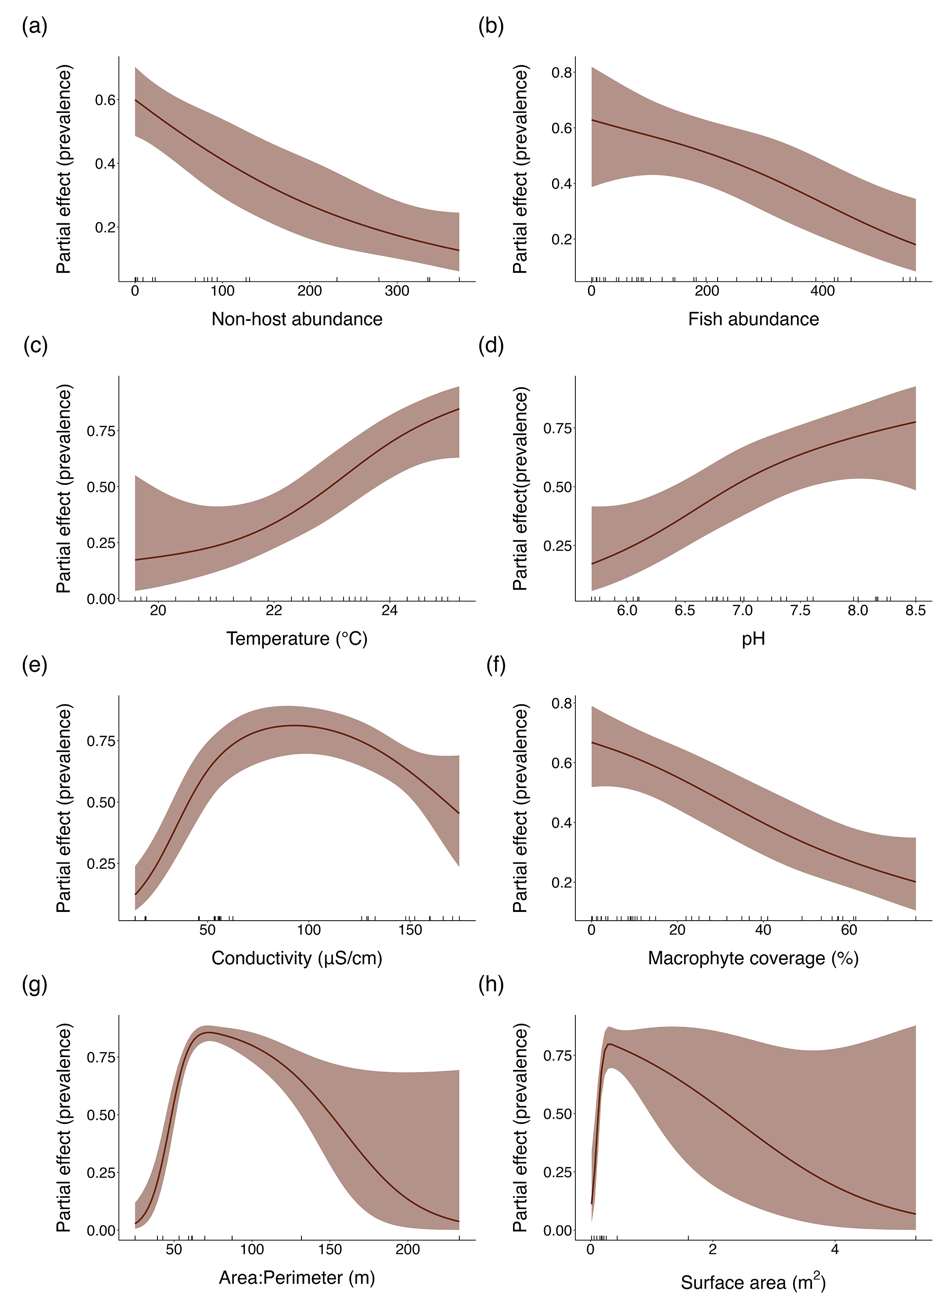 (a)
Partial effect (prevalence)
0.6
0.4
0.2
0 100 200 300
Non-host abundance
(b)
Partial effect (prevalence)
0.8
0.6
0.4
0.2
0 200 400
Fish abundance
(c)
Partial effect (prevalence)
0.75
0.50
0.25
0.00
20 22 24
Temperature (°C)
(d)
Partial effect(prevalence)
0.75
0.50
0.25
6.0 6.5 7.0 7.5 8.0 8.5
pH
(e)
Partial effect (prevalence)
0.75
0.50
0.25
50 100 150
Conductivity (µS/cm)
(f)
Partial effect (prevalence)
0.8
0.6
0.4
0.2
0 20 40 60
Macrophyte coverage (%)
(g)
Partial effect (prevalence)
0.75
0.50
0.25
0.00
50 100 150 200
Area:Perimeter (m)
(h)
Partial effect (prevalence)
0.75
0.50
0.25
0.00
0 2 4
Surface area (m²)